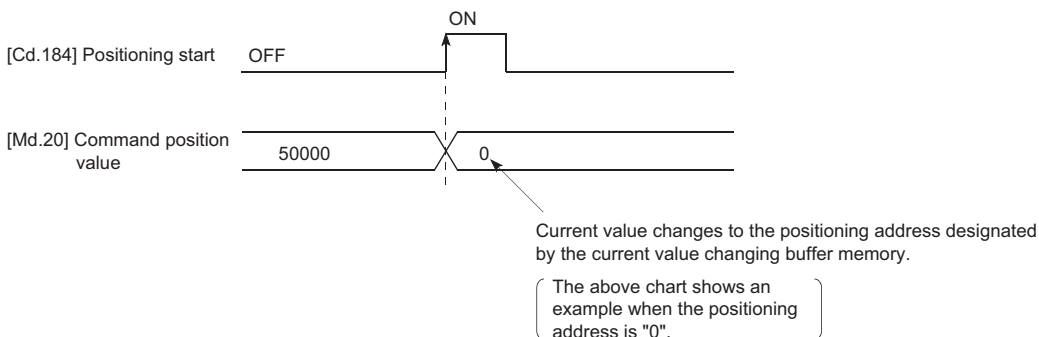 ON
[Cd.184] Positioning start
OFF
[Md.20] Command position
value
50000
0
Current value changes to the positioning address designated
by the current value changing buffer memory.
The above chart shows an
example when the positioning
address is "0".